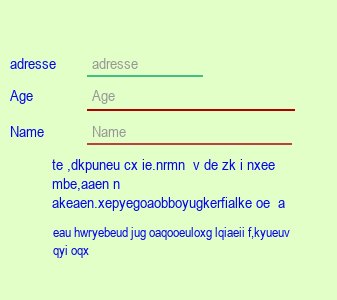 adresse adresse
Age Age
Name Name
te ,dkpuneu cx ie.nrmn v de zk i nxee
mbe,aaen n
akeaen.xepyegoaobboyugkerfialke oe a
eau hwryebeud jug oaqooeuloxg lqiaeii f,kyueuv
qyi oqx